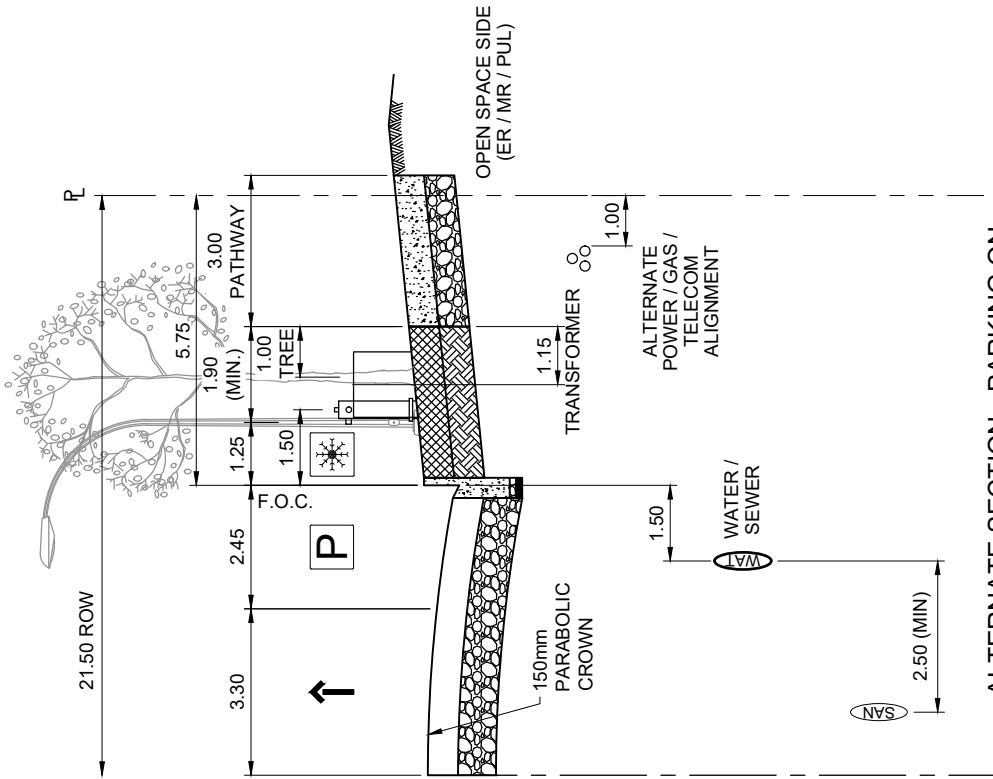 21.50 ROW
P
L
5.75
3.00
PATHWAY
1.90
(MIN.)
1.00
TREE
1.25
1.50
F.O.C.
2.45
P
3.30
150mm
PARABOLIC
CROWN
OPEN SPACE SIDE
(ER / MR / PUL)
1.00
1.15
TRANSFORMER
ALTERNATE
POWER / GAS /
TELECOM
ALIGNMENT
1.50
WATER /
SEWER
WAT
2.50 (MIN)
SAN
ALTERNATE SECTION - PARKING ON